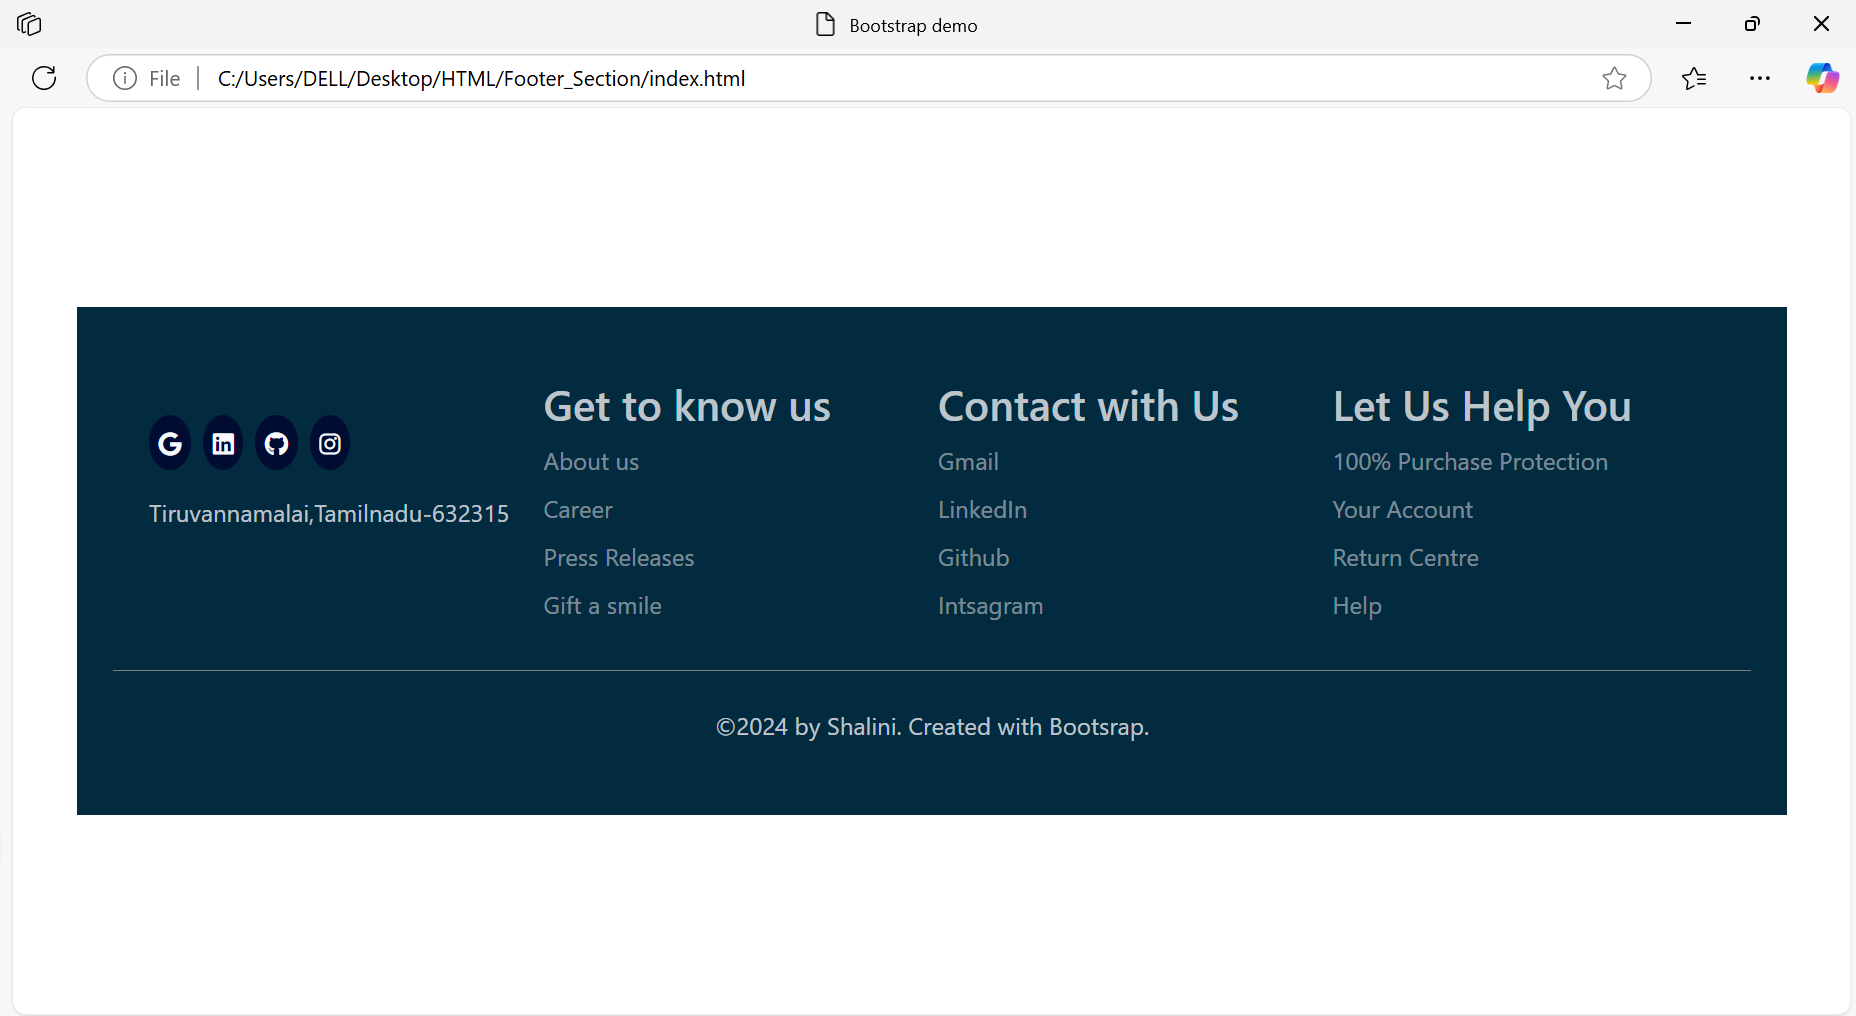 Bootstrap demo
File
C:/Users/DELL/Desktop/HTML/Footer_Section/index.html
Tiruvannamalai,Tamilnadu-632315
Get to know us
About us
Career
Press Releases
Gift a smile
Contact with Us
Gmail
LinkedIn
Github
Intsagram
Let Us Help You
100% Purchase Protection
Your Account
Return Centre
Help
©2024 by Shalini. Created with Bootsrap.